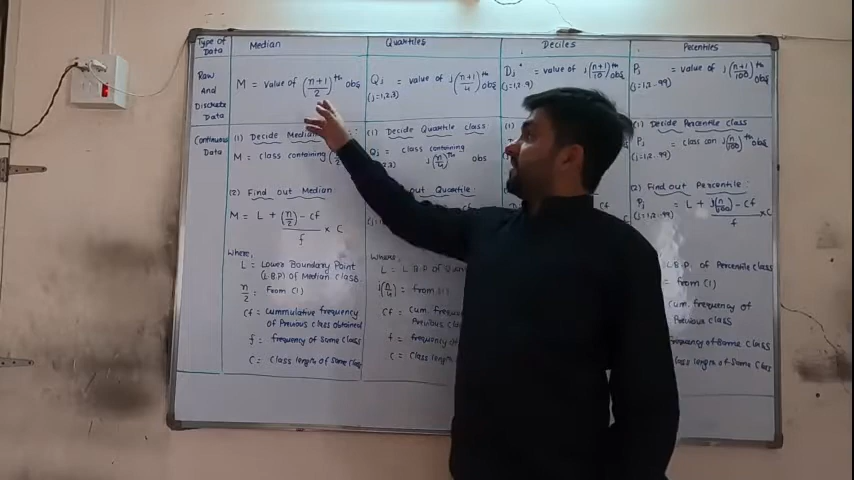 Type of Data
Median
Quartiles
Deciles
Percentiles
Raw And Discrete Data
M = value of (n+1 / 2)th obs
Qj = value of j(n+1 / 4)th obs
(j=1,2,3)
Dj = value of j(n+1 / 10)th obs
(j=1,2..9)
Pj = value of j(n+1 / 100)th obs
(j=1,2..99)
Continuous Data
(1) Decide Median
M = class containing
(2) Find out Median
M = L + (n/2) - cf / f x C
Where,
L = Lower Boundary Point
(L.B.P) of Median class.
n/2 = From (1)
Cf = Cummulative frequency
of Previous class obtained
f = frequency of Same class
C = Class length of Same class
(1) Decide Quartile class:
Qj = class containing
j(n/4)th obs
out Quartile:
Where,
L = L.B.P of
j(n/4) = from (1)
Cf = Cum.
Previous
f = frequency of
C = Class length
(1)
(2)
(1) Decide Percentile class
Pj = class con j(n/100)th obs
(j=1,2..99)
(2) Find out Percentile:
Pj = L + j(n/100) - Cf / f x C
(j=1,2..99)
L.B.P. of Percentile class
= from (1)
Cum. frequency of
Previous class
frequency of Same class
class length of Same class